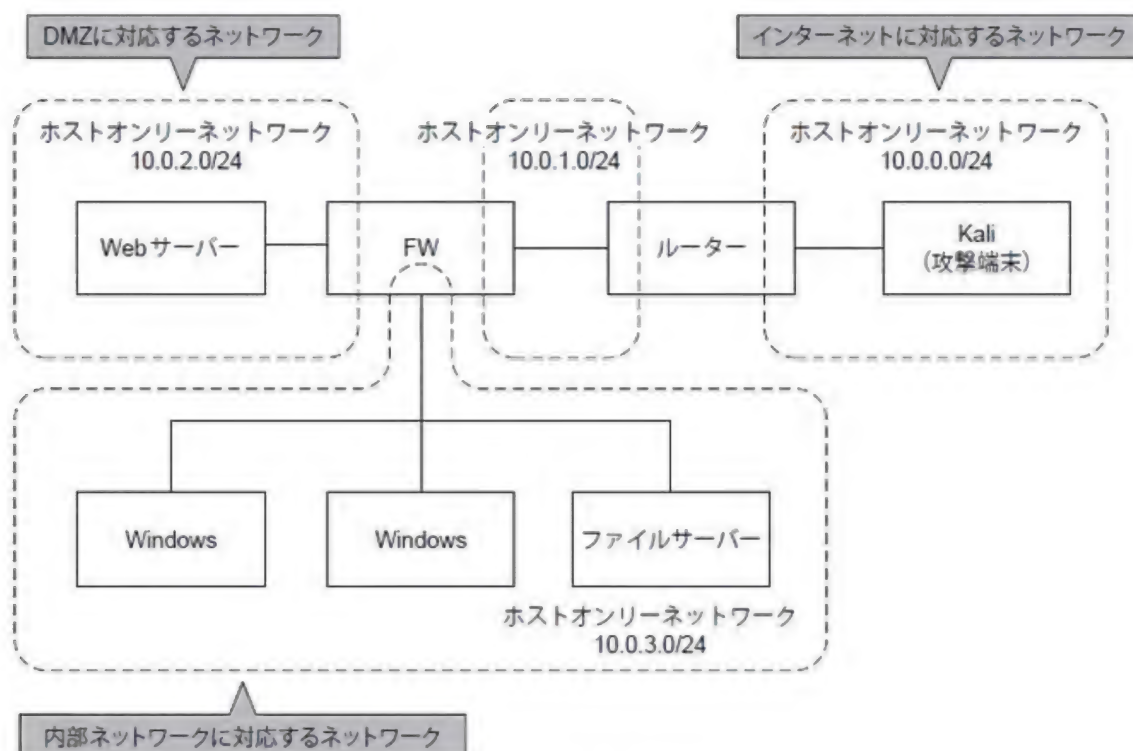 DMZに対応するネットワーク
インターネットに対応するネットワーク
ホストオンリーネットワーク
10.0.2.0/24
ホストオンリーネットワーク
10.0.1.0/24
ホストオンリーネットワーク
10.0.0.0/24
Webサーバー
FW
ルーター
Kali
(攻撃端末)
Windows
Windows
ファイルサーバー
ホストオンリーネットワーク
10.0.3.0/24
内部ネットワークに対応するネットワーク